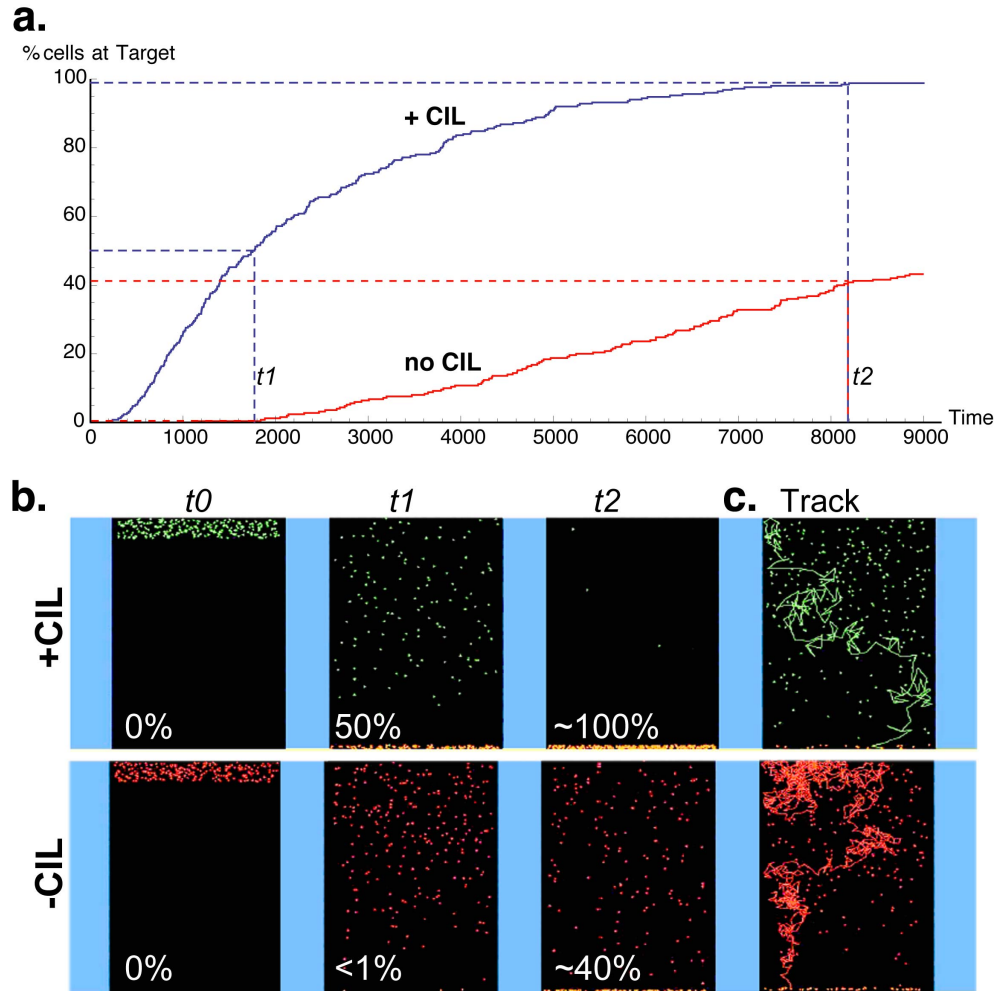 a.
% cells at Target
100
80
60
40
20
0
+ CIL
no CIL
t1
t2
0 1000 2000 3000 4000 5000 6000 7000 8000 9000
Time
b. t0 t1 t2 c. Track
+CIL
0% 50% ~100%
-CIL
0% <1% ~40%